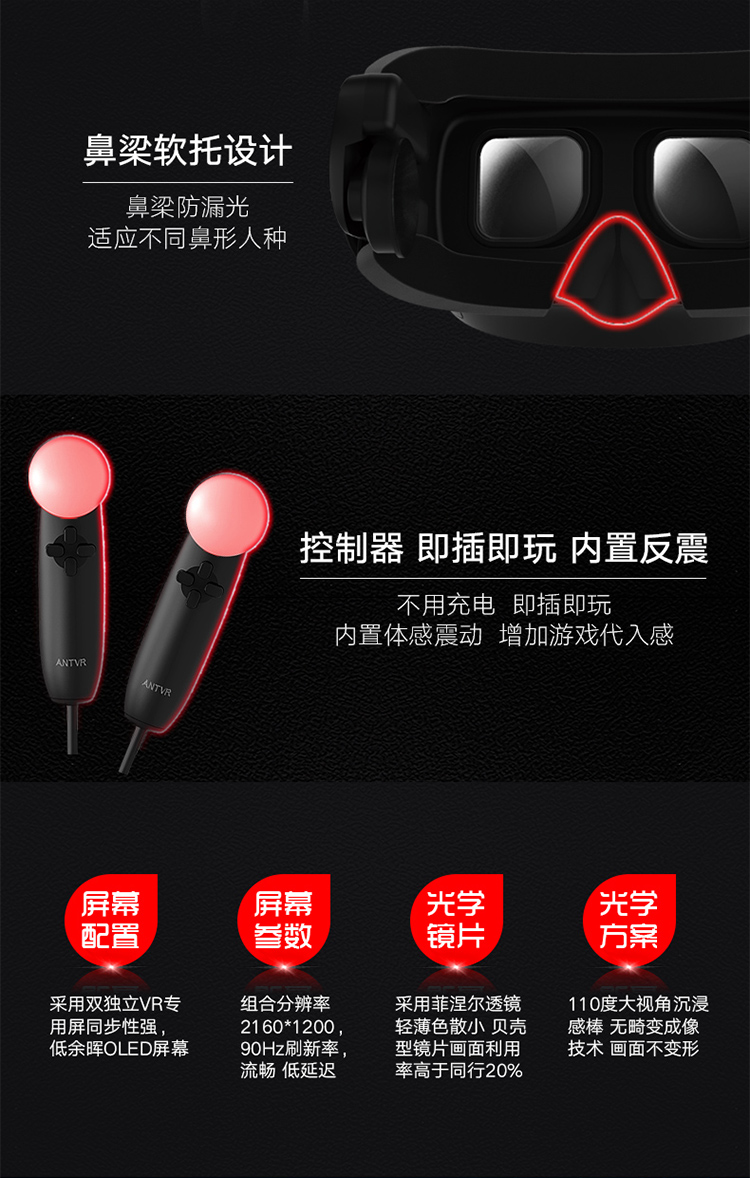 鼻梁软托设计
鼻梁防漏光
适应不同鼻形人种
控制器 即插即玩 内置反震
不用充电 即插即玩
内置体感震动 增加游戏代入感
ANTVR
ANTVR
屏幕
配置
采用双独立VR专
用屏同步性强，
低余晖OLED屏幕
屏幕
参数
组合分辨率
2160*1200，
90Hz刷新率，
流畅 低延迟
光学
镜片
采用菲涅尔透镜
轻薄色散小 贝壳
型镜片画面利用
率高于同行20%
光学
方案
110度大视角沉浸
感棒 无畸变成像
技术 画面不变形